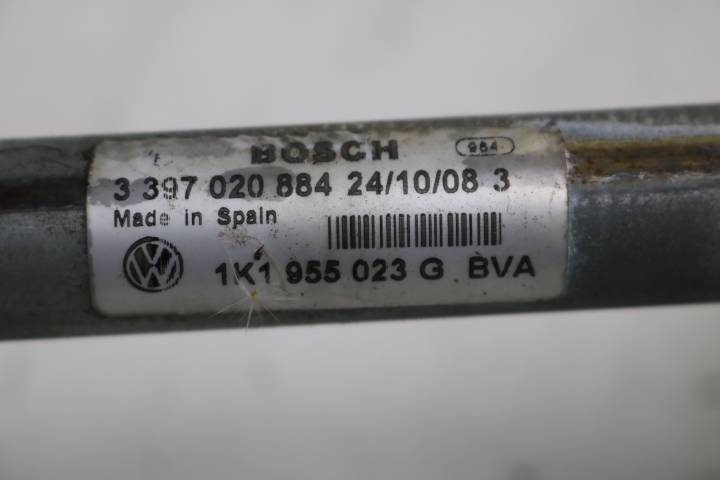 BOSCH 964
3 397 020 884 24/10/08 3
Made in Spain
1K1 955 023 G BVA